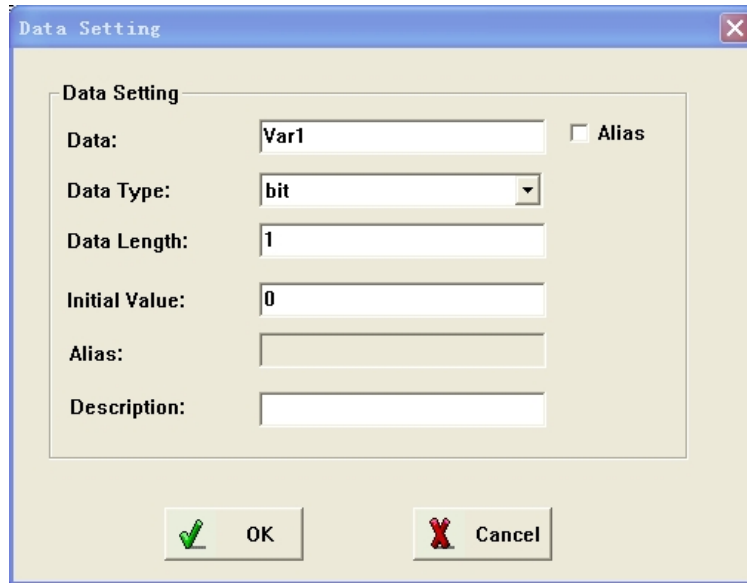 Data Setting
Data Setting
Data: Var1 Alias
Data Type: bit
Data Length: 1
Initial Value: 0
Alias:
Description:
OK Cancel